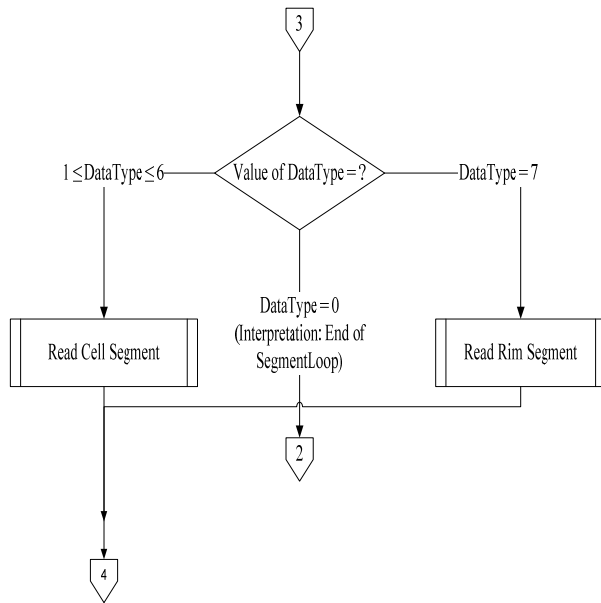 3
Value of DataType=?
1≤DataType≤6
DataType=7
DataType=0
(Interpretation: End of
SegmentLoop)
Read Cell Segment
Read Rim Segment
2
4